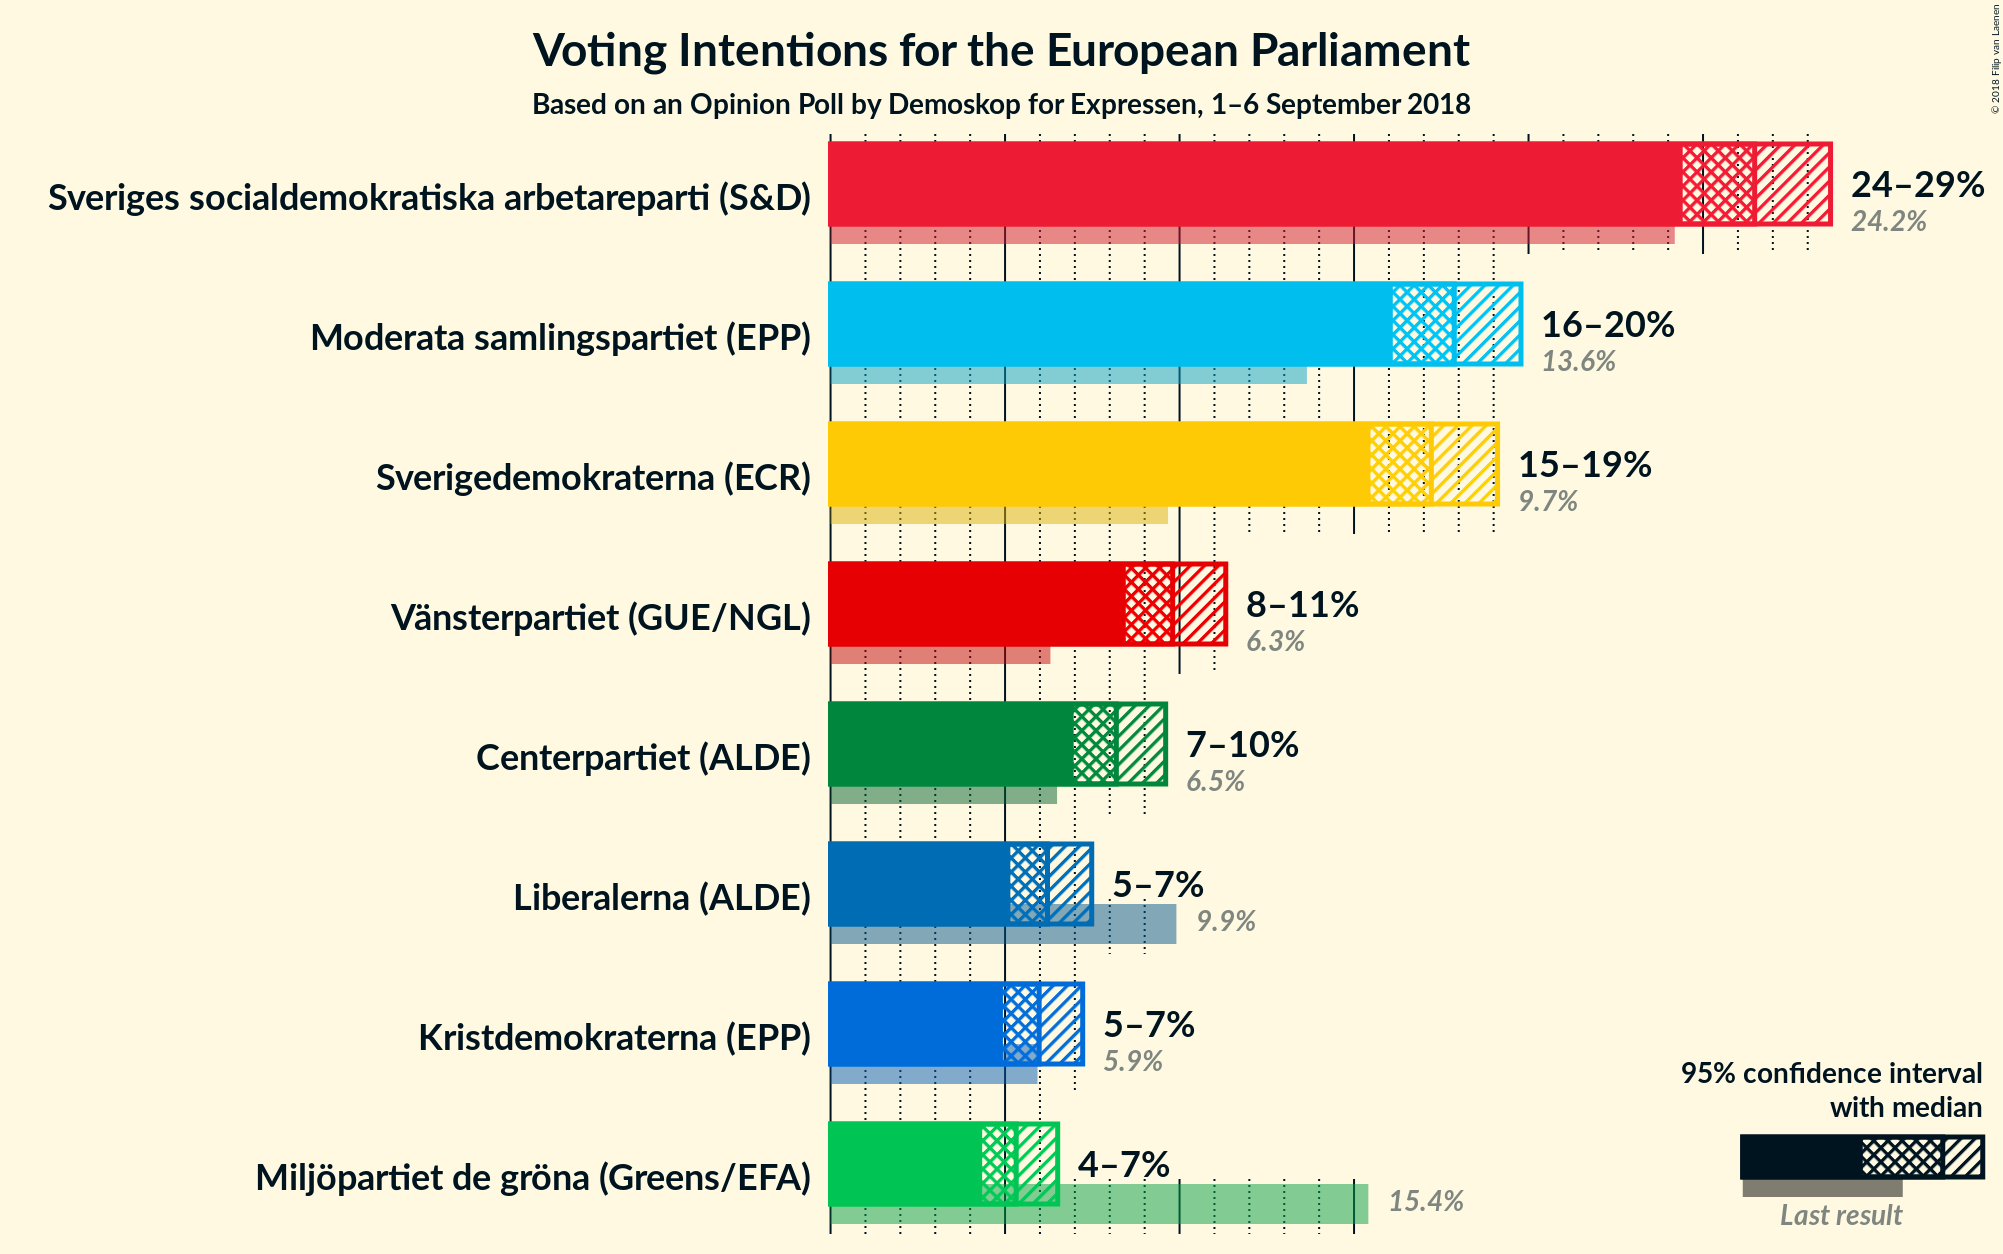 Voting Intentions for the European Parliament
Based on an Opinion Poll by Demoskop for Expressen, 1–6 September 2018
© 2018 Filip van Laenen
Sveriges socialdemokratiska arbetareparti (S&D)
24–29%
24.2%
Moderata samlingspartiet (EPP)
16–20%
13.6%
Sverigedemokraterna (ECR)
15–19%
9.7%
Vänsterpartiet (GUE/NGL)
8–11%
6.3%
Centerpartiet (ALDE)
7–10%
6.5%
Liberalerna (ALDE)
5–7%
9.9%
Kristdemokraterna (EPP)
5–7%
5.9%
Miljöpartiet de gröna (Greens/EFA)
4–7%
15.4%
95% confidence interval
with median
Last result